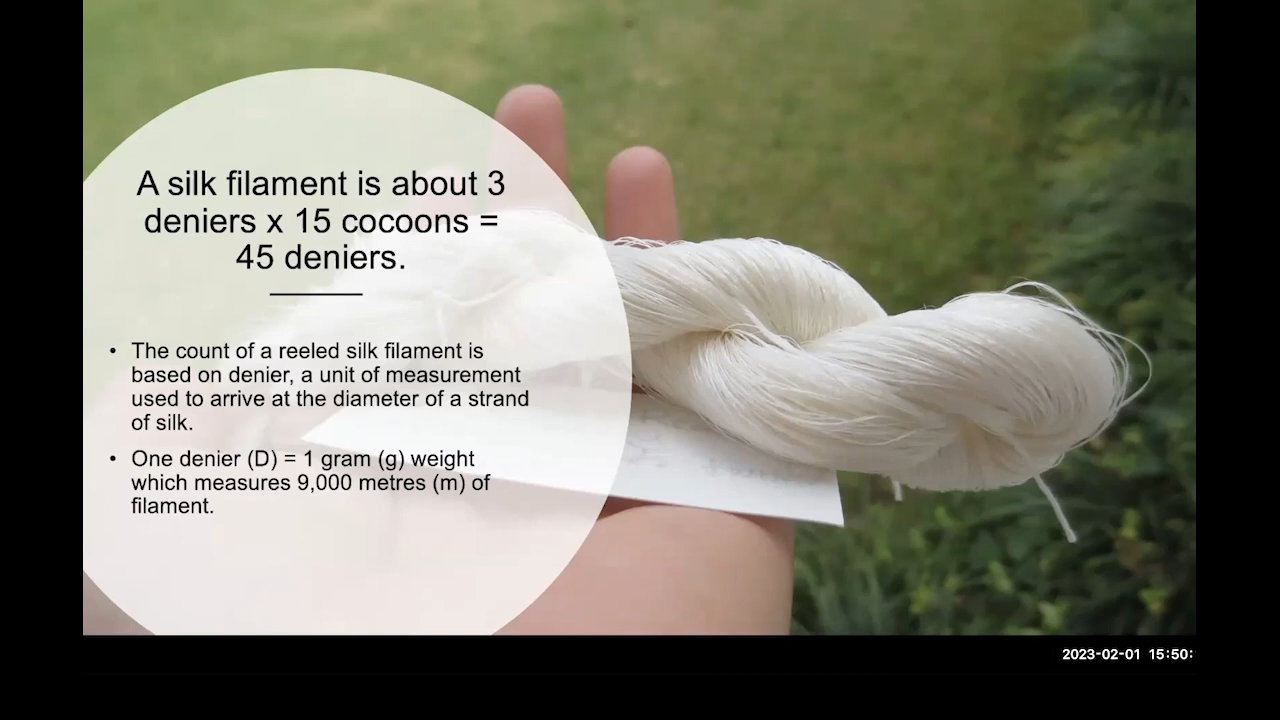 A silk filament is about 3
deniers x 15 cocoons =
45 deniers.
• The count of a reeled silk filament is
based on denier, a unit of measurement
used to arrive at the diameter of a strand
of silk.
• One denier (D) = 1 gram (g) weight
which measures 9,000 metres (m) of
filament.
2023-02-01 15:50: